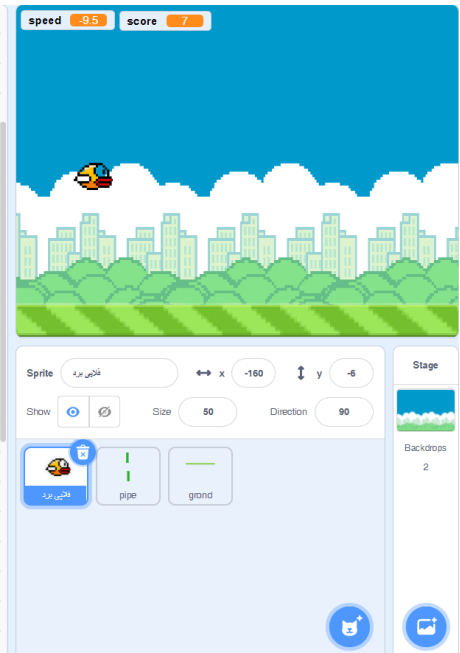 speed -9.5 score 7
Sprite فلاپی برد x -160 y -6
Show Size 50 Direction 90
فلاپی برد pipe grond
Stage
Backdrops
2